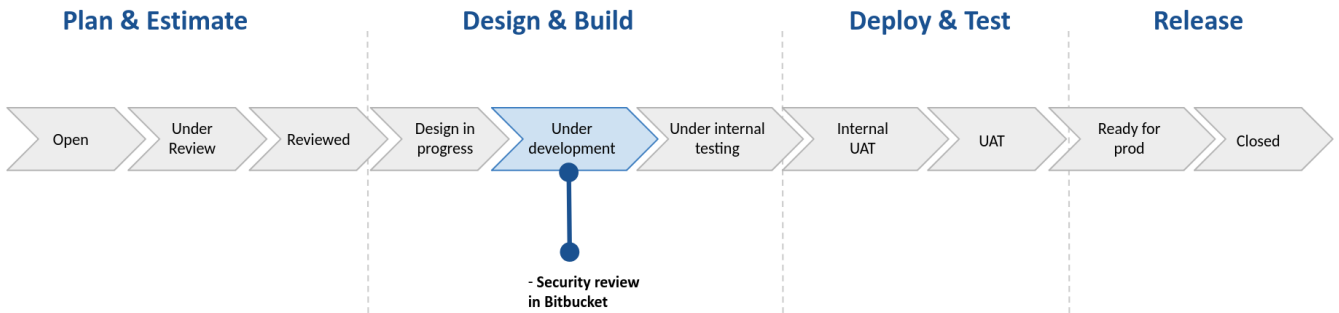 Plan & Estimate
Design & Build
Deploy & Test
Release
Open
Under
Review
Reviewed
Design in
progress
Under
development
Under internal
testing
Internal
UAT
UAT
Ready for
prod
Closed
- Security review
in Bitbucket